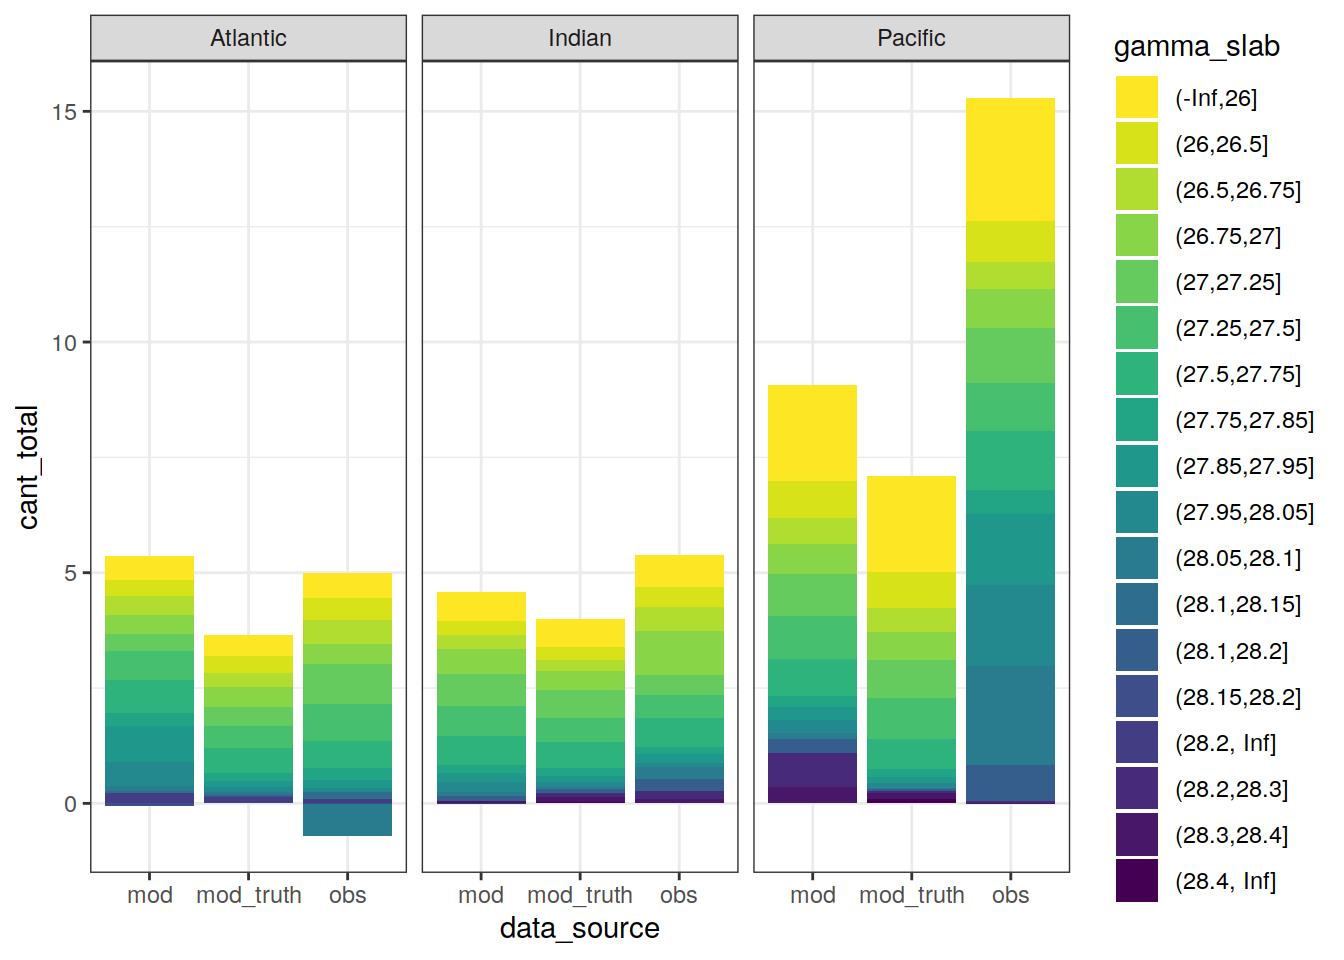 Atlantic
Indian
Pacific
15
10
5
0
cant_total
mod
mod_truth
obs
mod
mod_truth
obs
mod
mod_truth
obs
data_source
gamma_slab
(-Inf,26]
(26,26.5]
(26.5,26.75]
(26.75,27]
(27,27.25]
(27.25,27.5]
(27.5,27.75]
(27.75,27.85]
(27.85,27.95]
(27.95,28.05]
(28.05,28.1]
(28.1,28.15]
(28.1,28.2]
(28.15,28.2]
(28.2, Inf]
(28.2,28.3]
(28.3,28.4]
(28.4, Inf]